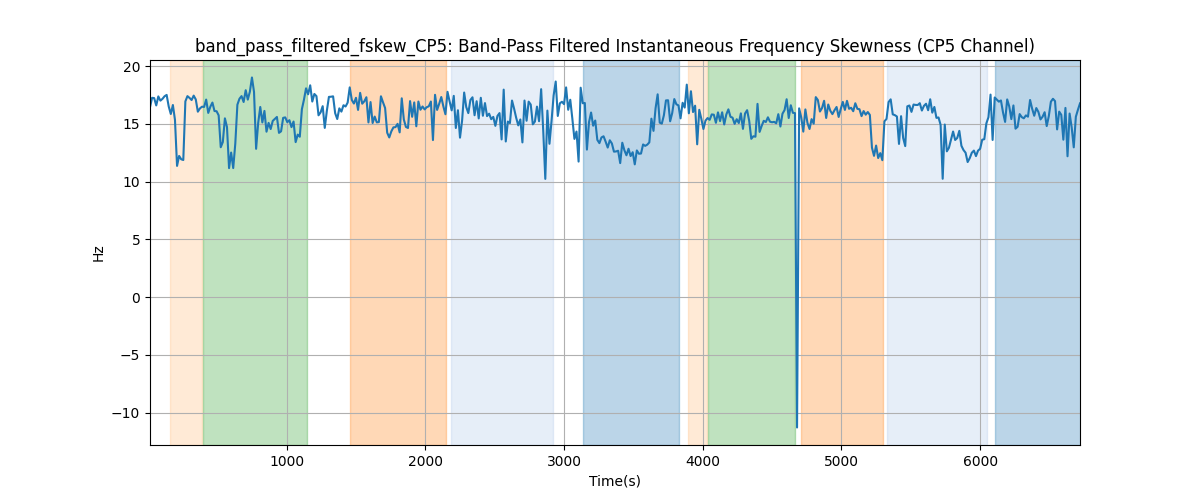 band_pass_filtered_fskew_CP5: Band-Pass Filtered Instantaneous Frequency Skewness (CP5 Channel)
20
15
10
5
0
−5
−10
Hz
1000 2000 3000 4000 5000 6000
Time(s)